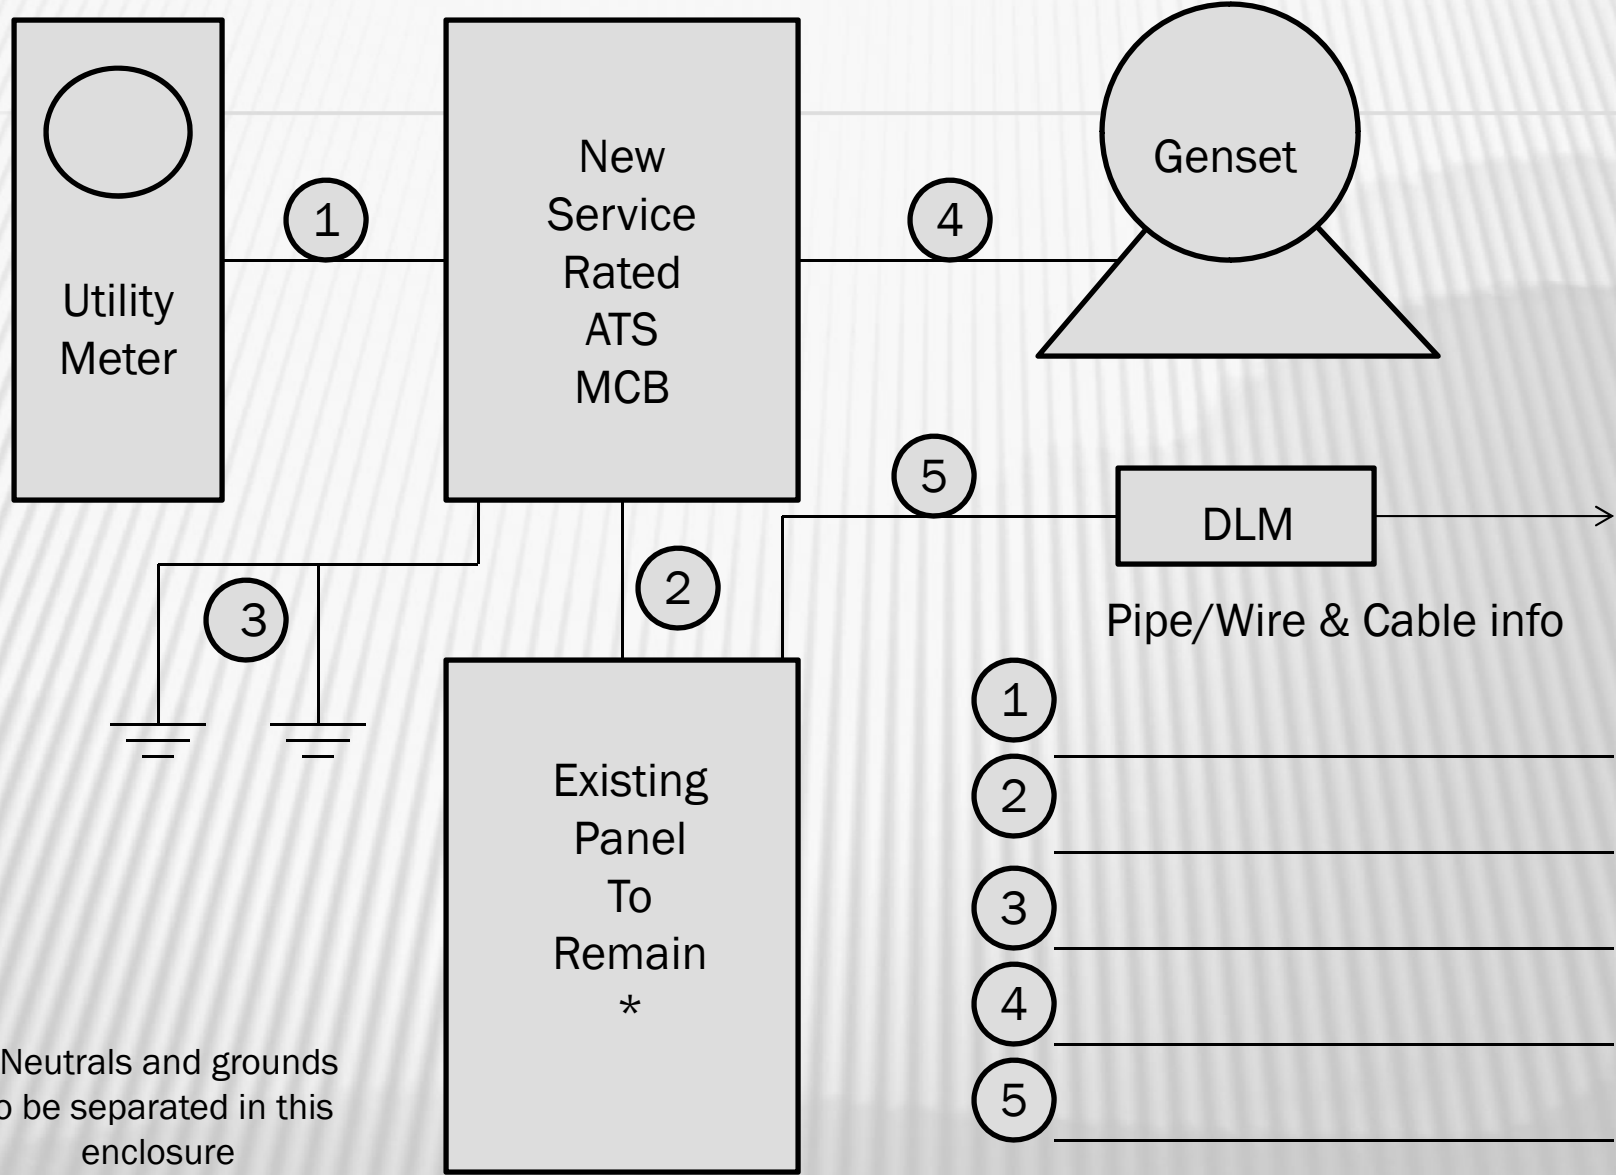 Utility
Meter
1
New
Service
Rated
ATS
MCB
4
Genset
3
2
5
DLM
Pipe/Wire & Cable info
1
2
3
4
5
Existing
Panel
To
Remain
*
Neutrals and grounds
be separated in this
enclosure